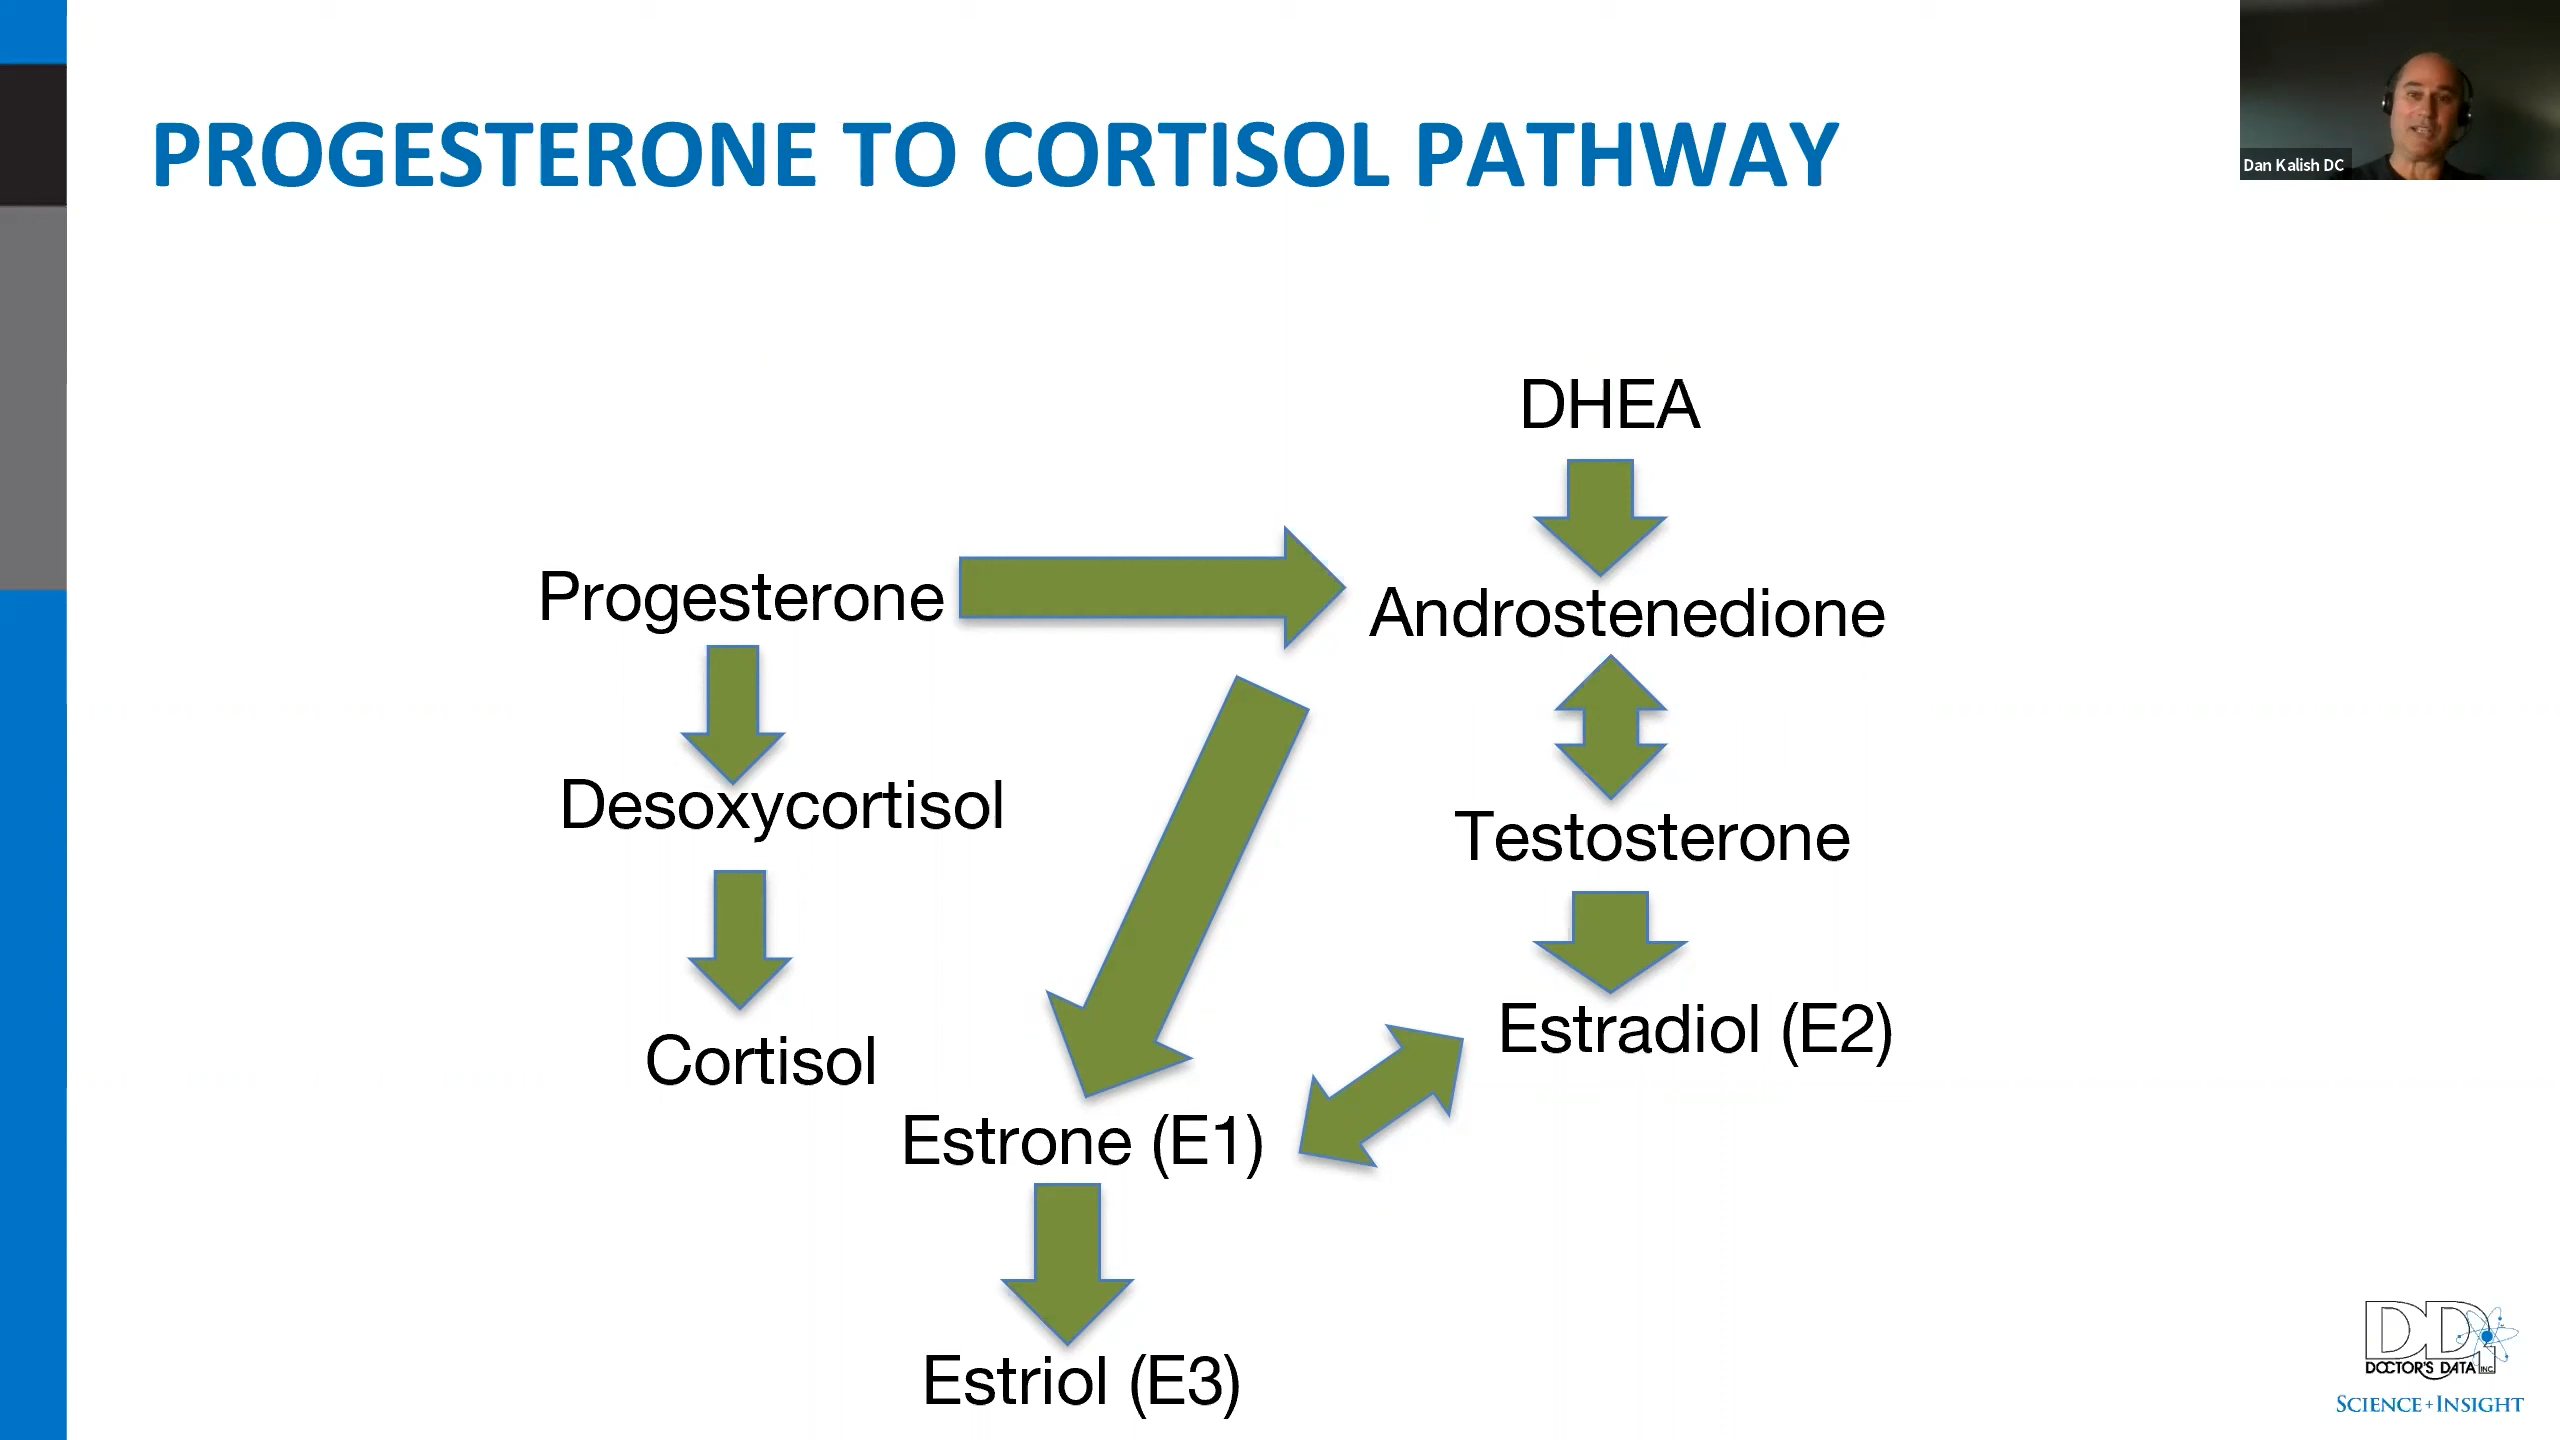 PROGESTERONE TO CORTISOL PATHWAY
Dan Kalish DC
DHEA
Progesterone
Androstenedione
Desoxycortisol
Testosterone
Cortisol
Estradiol (E2)
Estrone (E1)
Estriol (E3)
DDI
DOCTOR'S DATA INC.
SCIENCE + INSIGHT